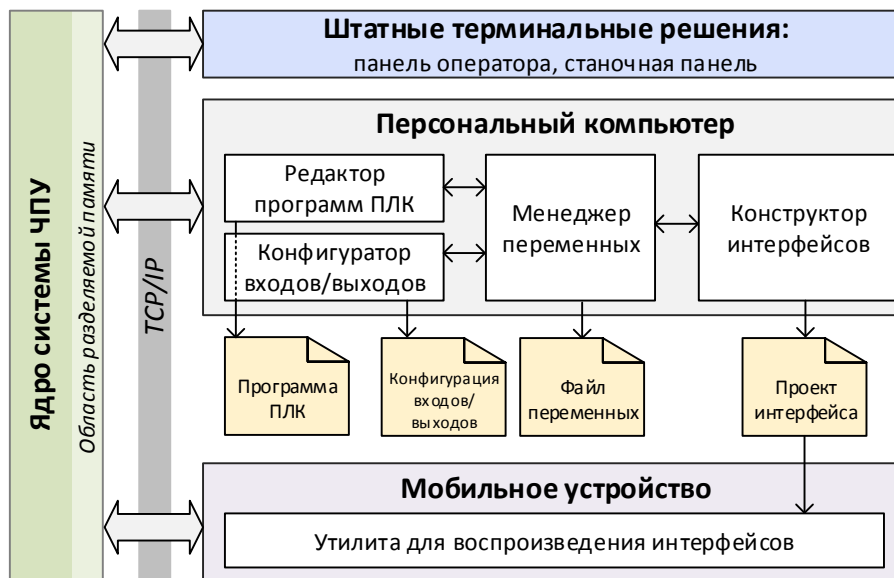 Ядро системы ЧПУ
Область разделяемой памяти
TCP/IP
Штатные терминальные решения:
панель оператора, станочная панель
Персональный компьютер
Редактор
программ ПЛК
Конфигуратор
входов/выходов
Менеджер
переменных
Конструктор
интерфейсов
Программа
ПЛК
Конфигурация
входов/
выходов
Файл
переменных
Проект
интерфейса
Мобильное устройство
Утилита для воспроизведения интерфейсов